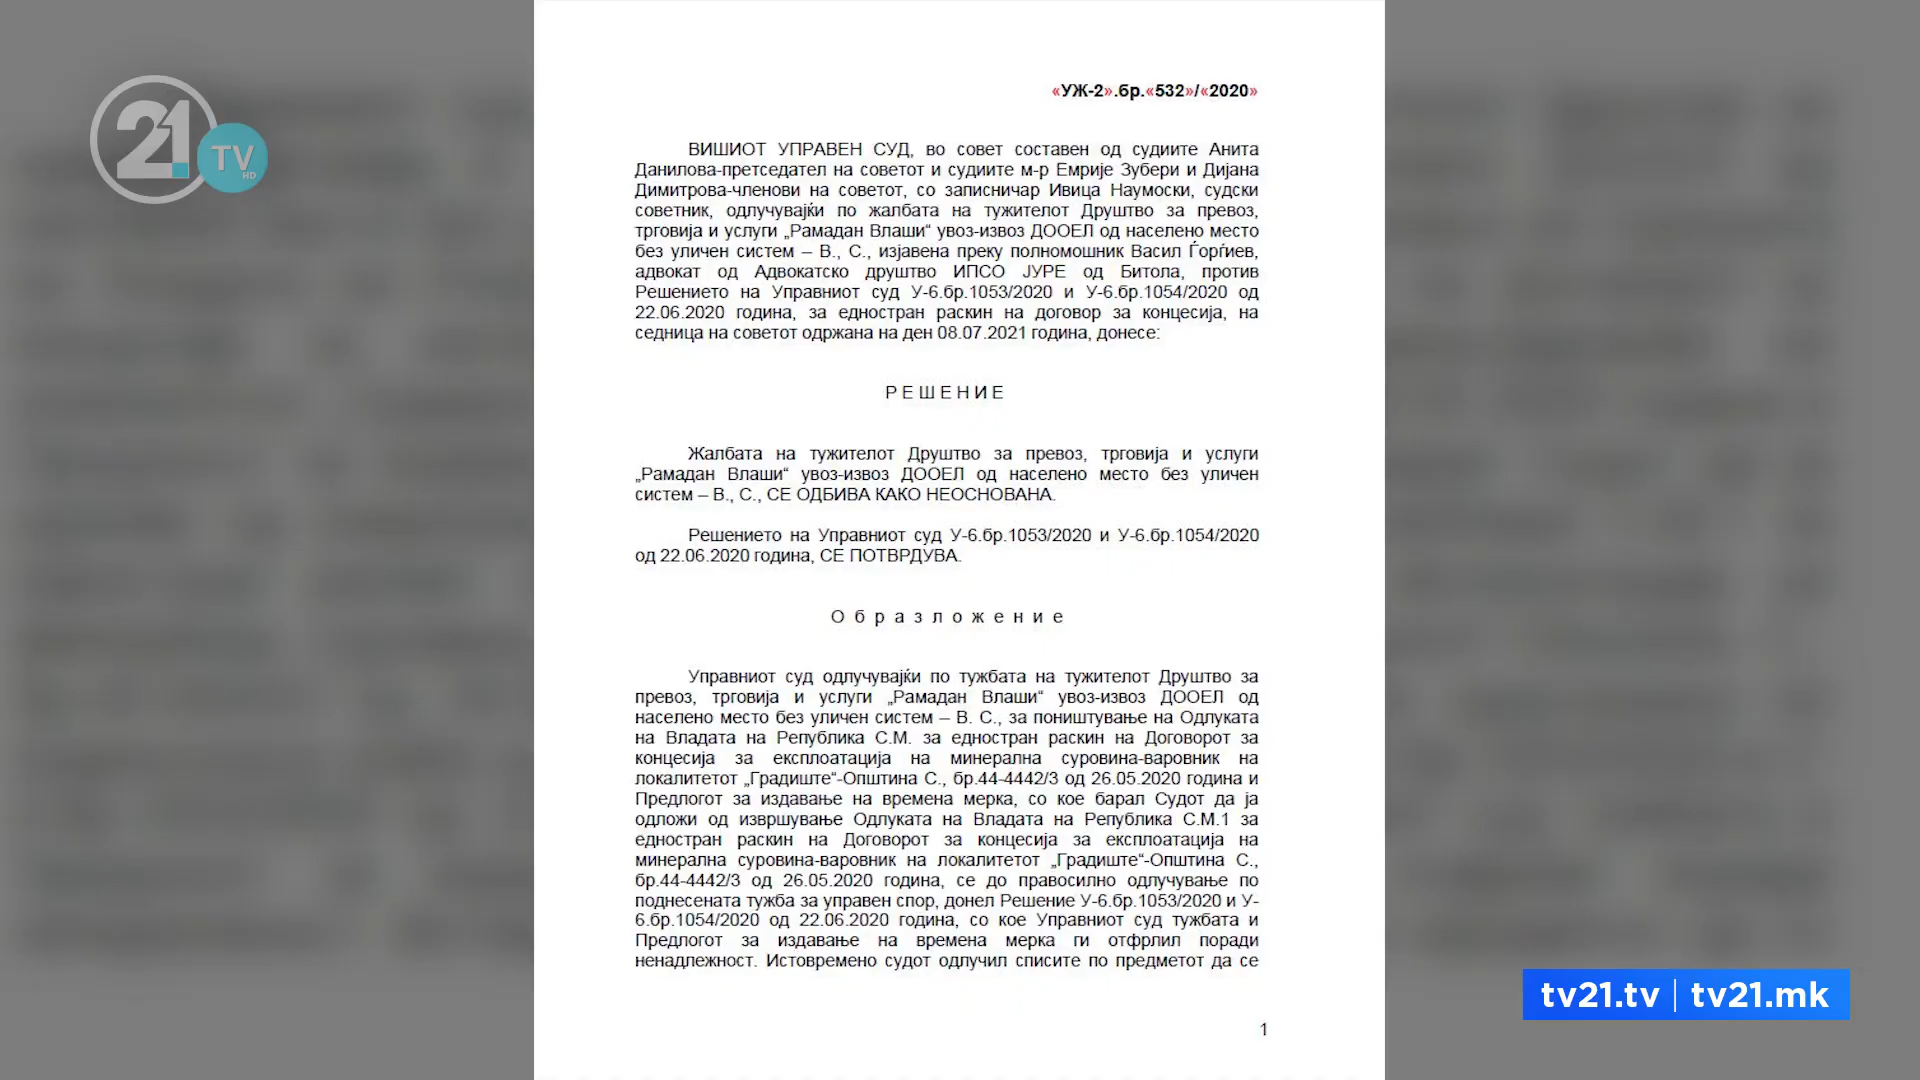 21
TV
HD
«УЖ-2».бр.«532»/«2020»
ВИШИОТ УПРАВЕН СУД, во совет составен од судиите Анита
Данилова-претседател на советот и судиите м-р Емрије Зубери и Дијана
Димитрова-членови на советот, со записничар Ивица Наумоски, судски
советник, одлучувајќи по жалбата на тужителот Друштво за превоз,
трговија и услуги „Рамадан Влаши“ увоз-извоз ДООЕЛ од населено место
без уличен систем – В., С., изјавена преку полномошник Васил Ѓорѓиев,
адвокат од Адвокатско друштво ИПСО ЈУРЕ од Битола, против
Решението на Управниот суд У-6.бр.1053/2020 и У-6.бр.1054/2020 од
22.06.2020 година, за едностран раскин на договор за концесија, на
седница на советот одржана на ден 08.07.2021 година, донесе:
Р Е Ш Е Н И Е
Жалбата на тужителот Друштво за превоз, трговија и услуги
„Рамадан Влаши“ увоз-извоз ДООЕЛ од населено место без уличен
систем – В., С., СЕ ОДБИВА КАКО НЕОСНОВАНА.
Решението на Управниот суд У-6.бр.1053/2020 и У-6.бр.1054/2020
од 22.06.2020 година, СЕ ПОТВРДУВА.
О б р а з л о ж е н и е
Управниот суд одлучувајќи по тужбата на тужителот Друштво за
превоз, трговија и услуги „Рамадан Влаши“ увоз-извоз ДООЕЛ од
населено место без уличен систем – В. С., за поништување на Одлуката
на Владата на Република С.М. за едностран раскин на Договорот за
концесија за експлоатација на минерална суровина-варовник на
локалитетот „Градиште“-Општина С., бр.44-4442/3 од 26.05.2020 година и
Предлогот за издавање на времена мерка, со кое барал Судот да ја
одложи од извршување Одлуката на Владата на Република С.М.1 за
едностран раскин на Договорот за концесија за експлоатација на
минерална суровина-варовник на локалитетот „Градиште“-Општина С.,
бр.44-4442/3 од 26.05.2020 година, се до правосилно одлучување по
поднесената тужба за управен спор, донел Решение У-6.бр.1053/2020 и У-
6.бр.1054/2020 од 22.06.2020 година, со кое Управниот суд тужбата и
Предлогот за издавање на времена мерка ги отфрлил поради
ненадлежност. Истовремено судот одлучил списите по предметот да се
1
tv21.tv | tv21.mk